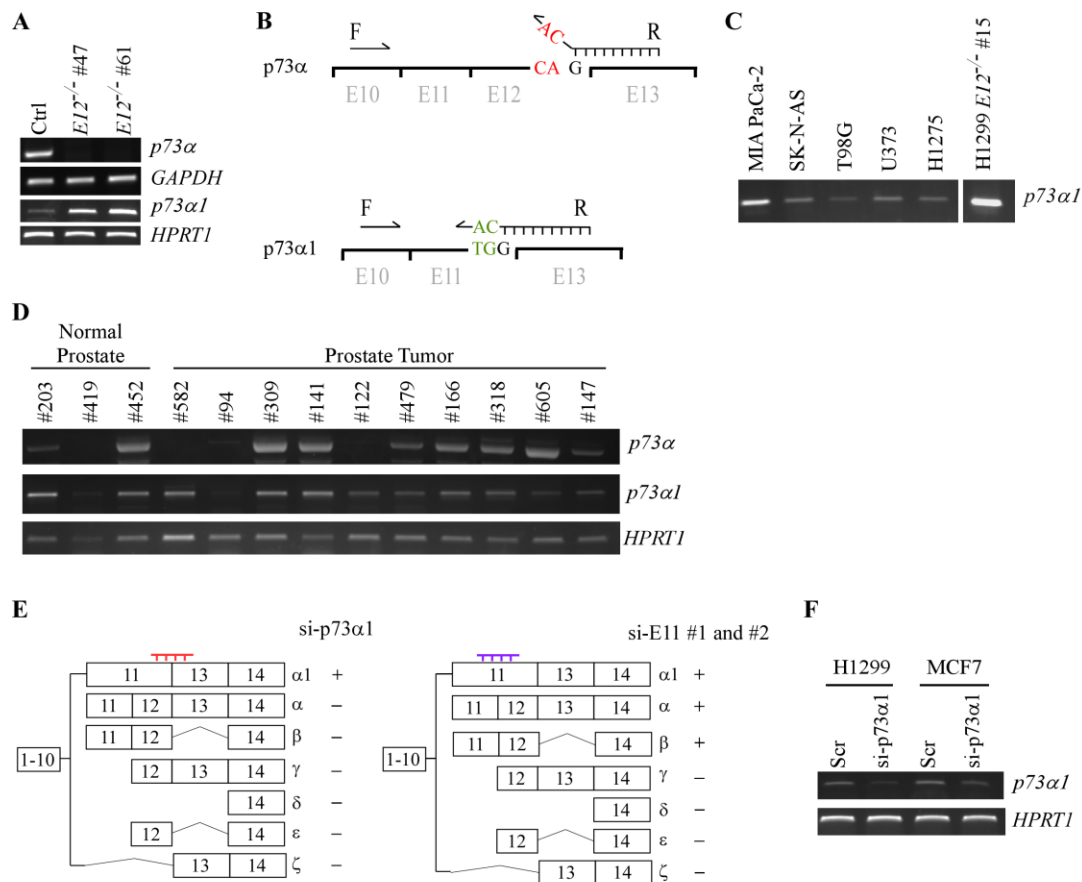 A
Ctrl
E12-/- #47
E12-/- #61
p73α
GAPDH
p73α1
HPRT1
B
F
AC
R
p73α
CA G
E10 E11 E12 E13
F
AC
R
p73α1
TGG
E10 E11 E13
C
MIA PaCa-2
SK-N-AS
T98G
U373
H1275
H1299 E12-/- #15
p73α1
D
Normal
Prostate
Prostate Tumor
#203
#419
#452
#582
#94
#309
#141
#122
#479
#166
#318
#605
#147
p73α
p73α1
HPRT1
E
si-p73α1
11 13 14 α1 +
11 12 13 14 α −
11 12 14 β −
1-10
12 13 14 γ −
14 δ −
12 14 ε −
13 14 ζ −
si-E11 #1 and #2
11 13 14 α1 +
11 12 13 14 α +
11 12 14 β +
1-10
12 13 14 γ −
14 δ −
12 14 ε −
13 14 ζ −
F
H1299 MCF7
Scr
si-p73α1
Scr
si-p73α1
p73α1
HPRT1